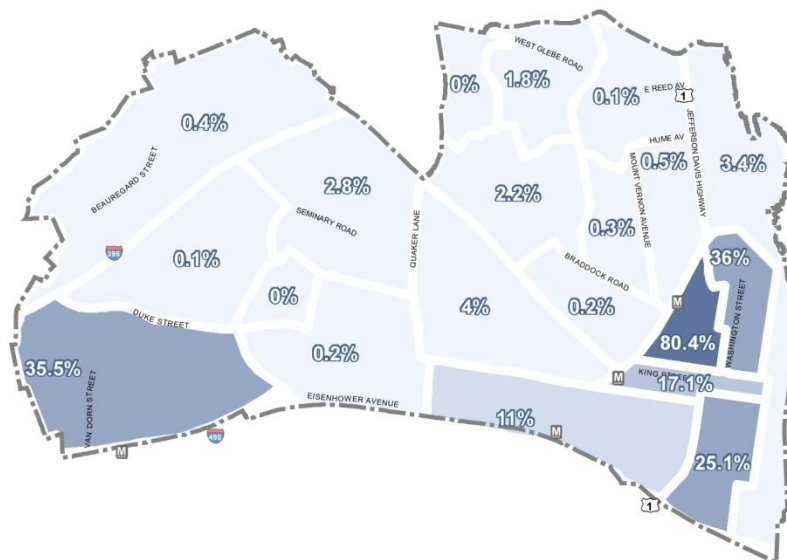 WEST GLEBE ROAD
0%
1.8%
0.1%
E REED AV
1
0.4%
JEFFERSON DAVIS HIGHWAY
HUME AV
0.5%
3.4%
BEAUREGARD STREET
2.8%
2.2%
MOUNT VERNON AVENUE
SEMINARY ROAD
QUAKER LANE
0.3%
395
0.1%
BRADDOCK ROAD
36%
WASHINGTON STREET
0%
4%
0.2%
M
DUKE STREET
80.4%
35.5%
0.2%
KING STREET
17.1%
M
VAN DORN STREET
EISENHOWER AVENUE
11%
M
495
M
25.1%
1